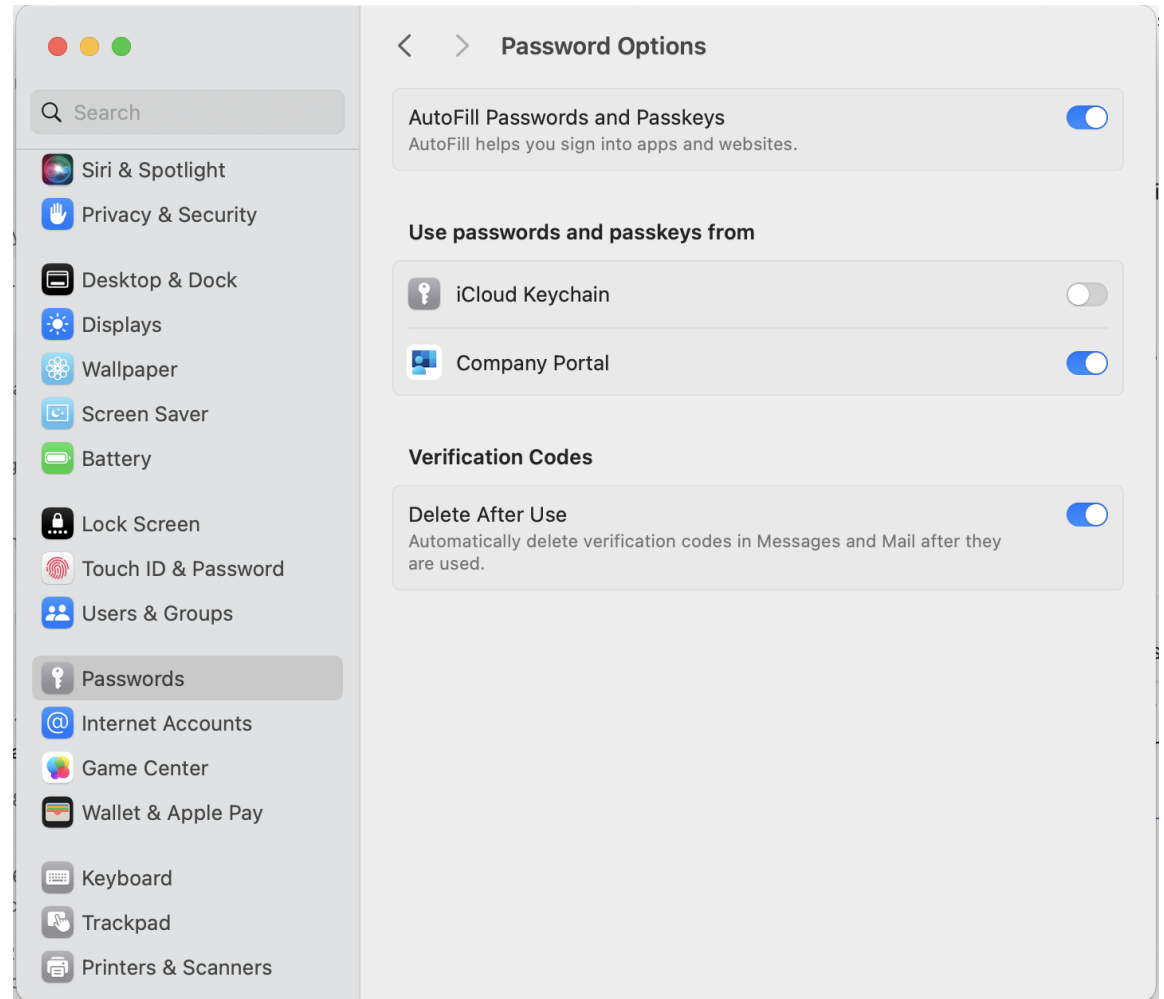 Password Options
Search
Siri & Spotlight
Privacy & Security
Desktop & Dock
Displays
Wallpaper
Screen Saver
Battery
Lock Screen
Touch ID & Password
Users & Groups
Passwords
Internet Accounts
Game Center
Wallet & Apple Pay
Keyboard
Trackpad
Printers & Scanners
AutoFill Passwords and Passkeys
AutoFill helps you sign into apps and websites.
Use passwords and passkeys from
iCloud Keychain
Company Portal
Verification Codes
Delete After Use
Automatically delete verification codes in Messages and Mail after they
are used.